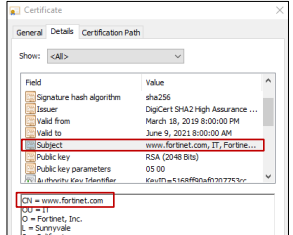 Certificate
General Details Certification Path
Show: <All>
Field Value
Signature hash algorithm sha256
Issuer DigiCert SHA2 High Assurance ...
Valid from March 18, 2019 8:00:00 PM
Valid to June 9, 2021 8:00:00 AM
Subject www.fortinet.com, IT, Fortine...
Public key RSA (2048 Bits)
Public key parameters 05 00
Authority Key Identifier KeyID=5168ff90af0207753cc...
CN = www.fortinet.com
OU = IT
O = Fortinet, Inc.
L = Sunnyvale